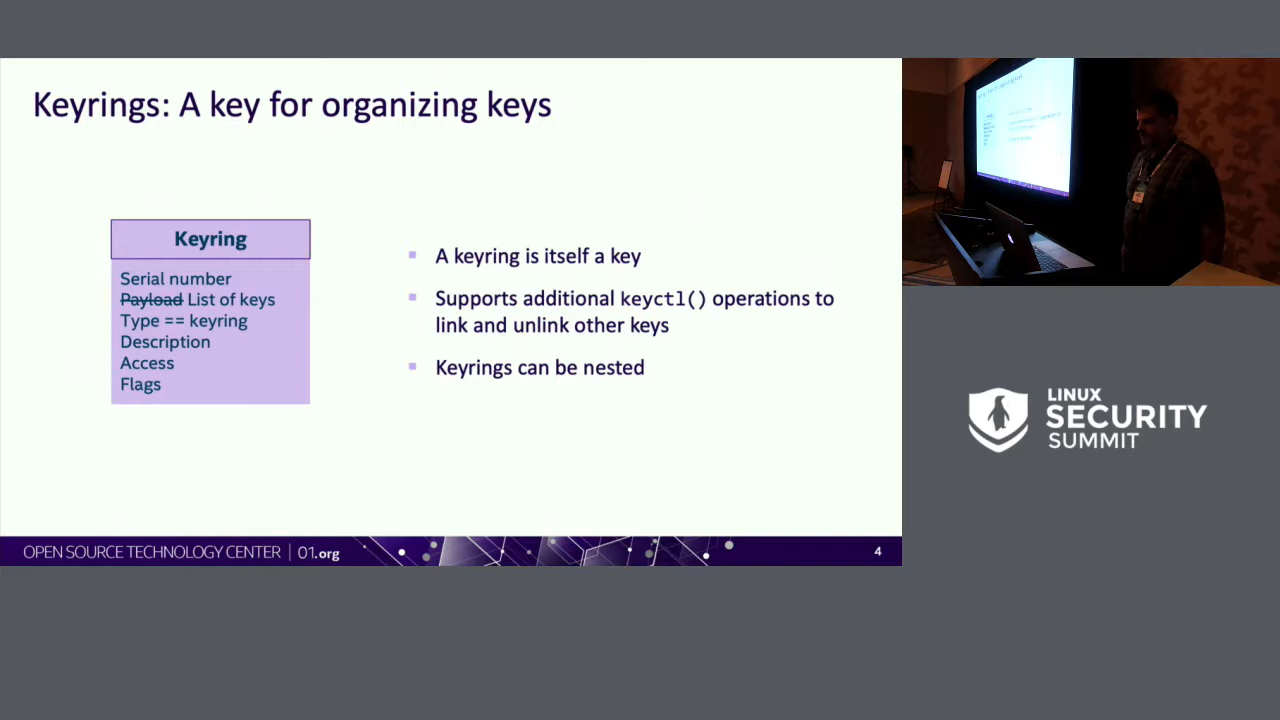 Keyrings: A key for organizing keys
Keyring
Serial number
Payload List of keys
Type == keyring
Description
Access
Flags
A keyring is itself a key
Supports additional keyctl() operations to
link and unlink other keys
Keyrings can be nested
OPEN SOURCE TECHNOLOGY CENTER | 01.org
4
LINUX
SECURITY
SUMMIT